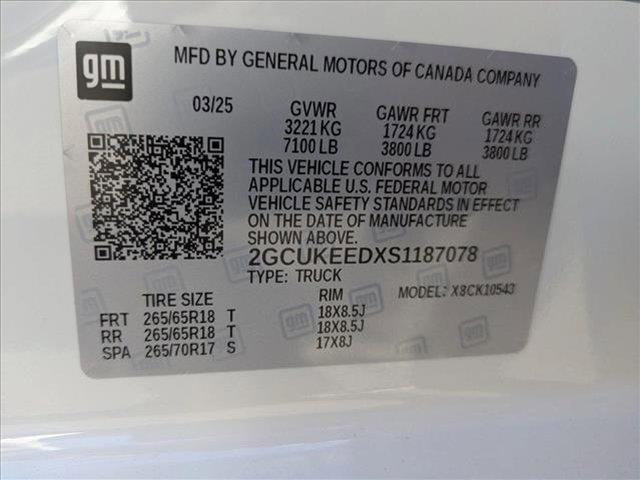 gm
MFD BY GENERAL MOTORS OF CANADA COMPANY
03/25 GVWR GAWR FRT GAWR RR
3221 KG 1724 KG 1724 KG
7100 LB 3800 LB 3800 LB
THIS VEHICLE CONFORMS TO ALL
APPLICABLE U.S. FEDERAL MOTOR
VEHICLE SAFETY STANDARDS IN EFFECT
ON THE DATE OF MANUFACTURE
SHOWN ABOVE.
2GCUKEEDXS1187078
TYPE: TRUCK MODEL: X8CK10543
TIRE SIZE RIM
FRT 265/65R18 T 18X8.5J
RR 265/65R18 T 18X8.5J
SPA 265/70R17 S 17X8J